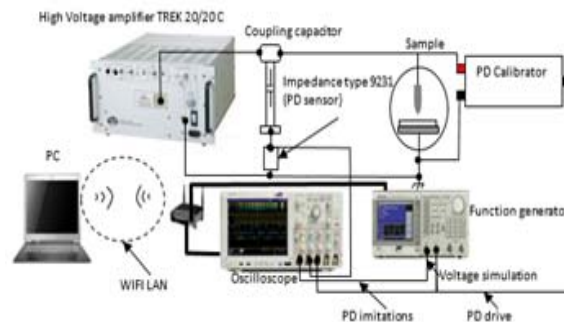 High Voltage amplifier TREK 20/20C
Coupling capacitor
Sample
Impedance type 9231
(PD sensor)
PD Calibrator
PC
Function generator
Oscilloscope
Voltage simulation
WIFI LAN
PD imitations
PD drive